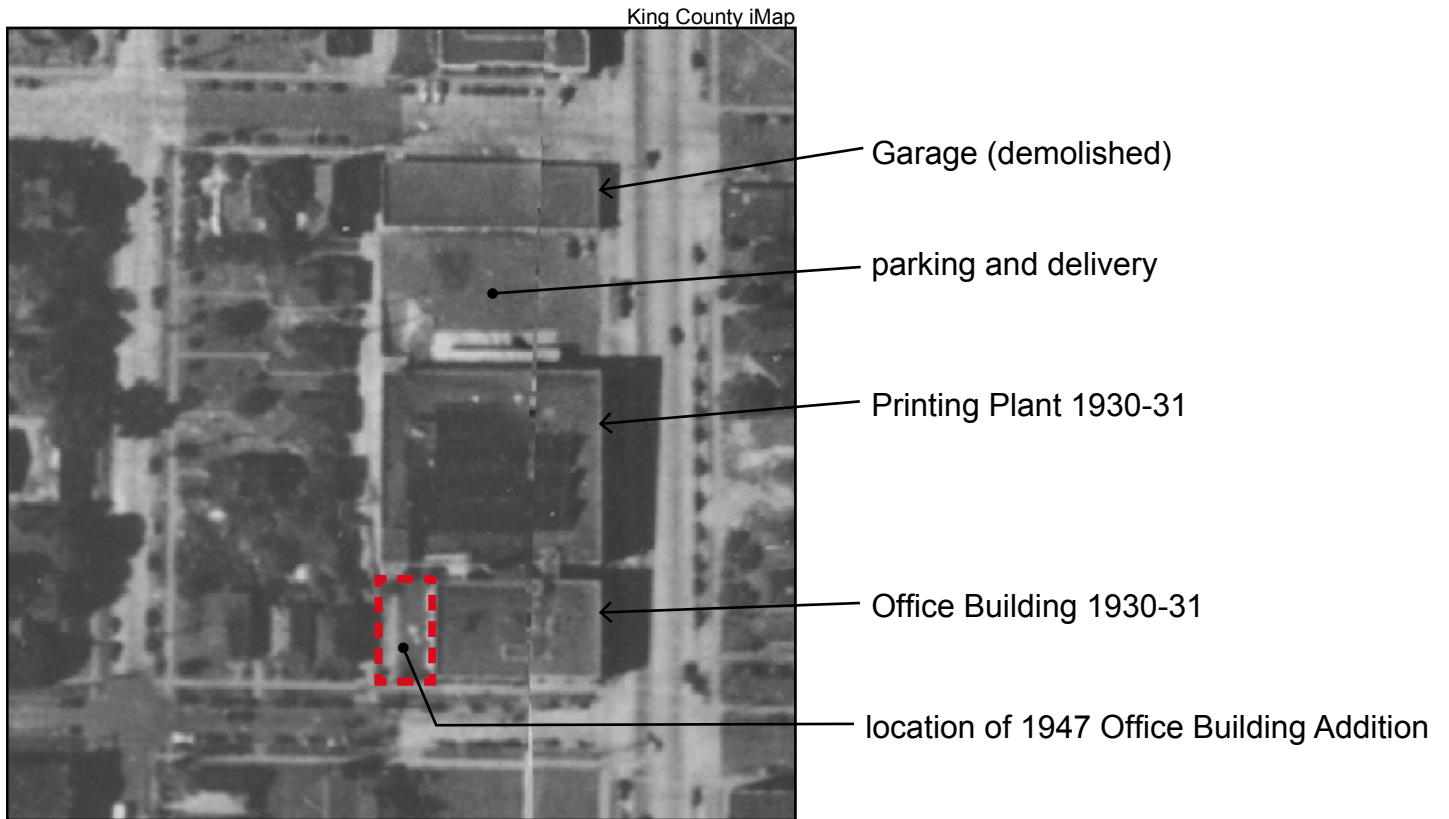 King County iMap
Garage (demolished)
parking and delivery
Printing Plant 1930-31
Office Building 1930-31
location of 1947 Office Building Addition